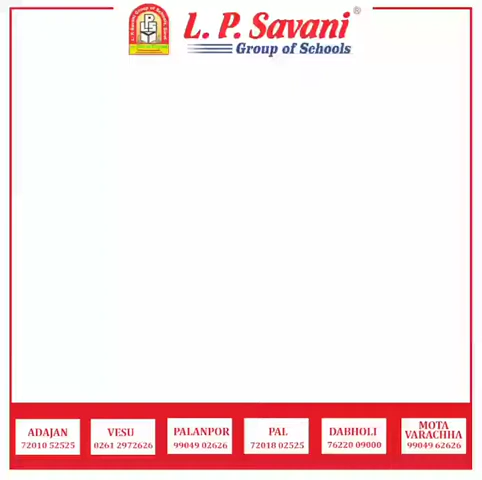 L. P. Savani®
Group of Schools
ADAJAN
72010 52525
VESU
0261 2972626
PALANPOR
99049 02626
PAL
72018 02525
DABHOLI
76220 09000
MOTA
VARACHHA
99049 62626